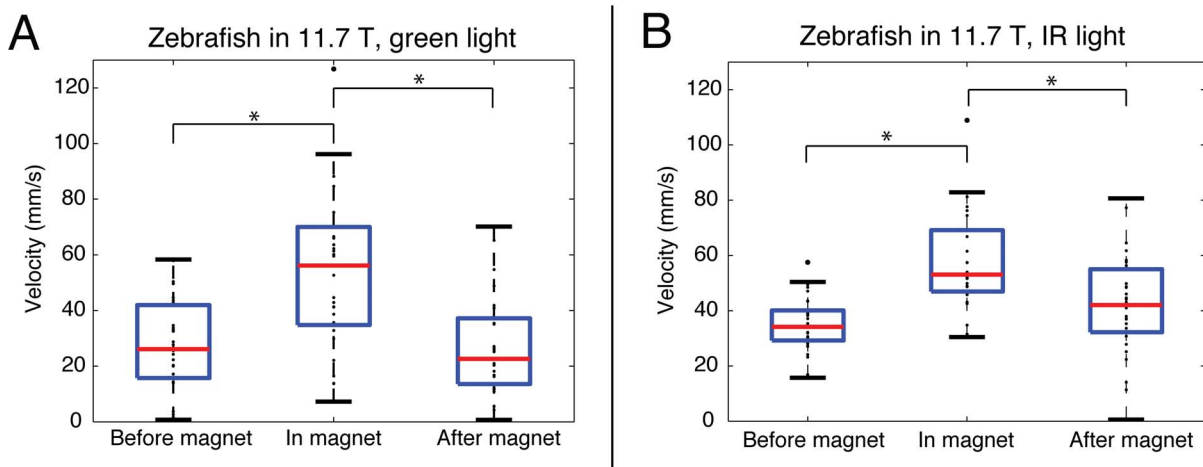 A
Zebrafish in 11.7 T, green light
Velocity (mm/s)
120
100
80
60
40
20
0
*
*
Before magnet
In magnet
After magnet
B
Zebrafish in 11.7 T, IR light
Velocity (mm/s)
120
100
80
60
40
20
0
*
*
Before magnet
In magnet
After magnet